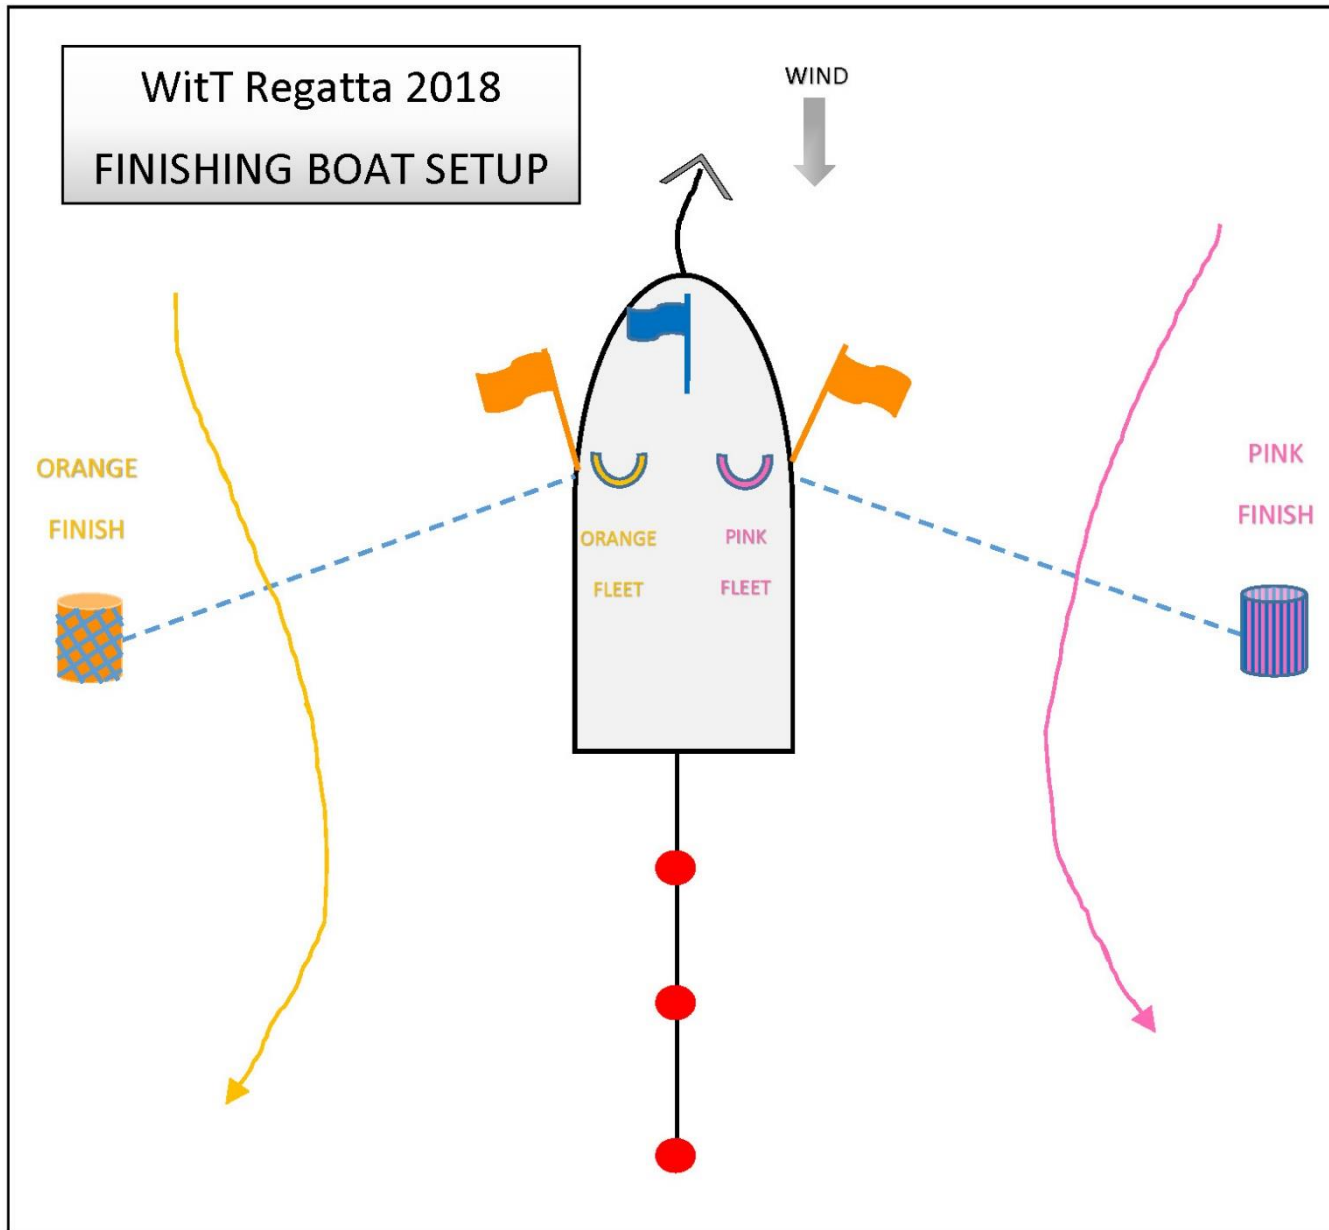 WitT Regatta 2018
FINISHING BOAT SETUP
WIND
ORANGE
FINISH
ORANGE
FLEET
PINK
FLEET
PINK
FINISH